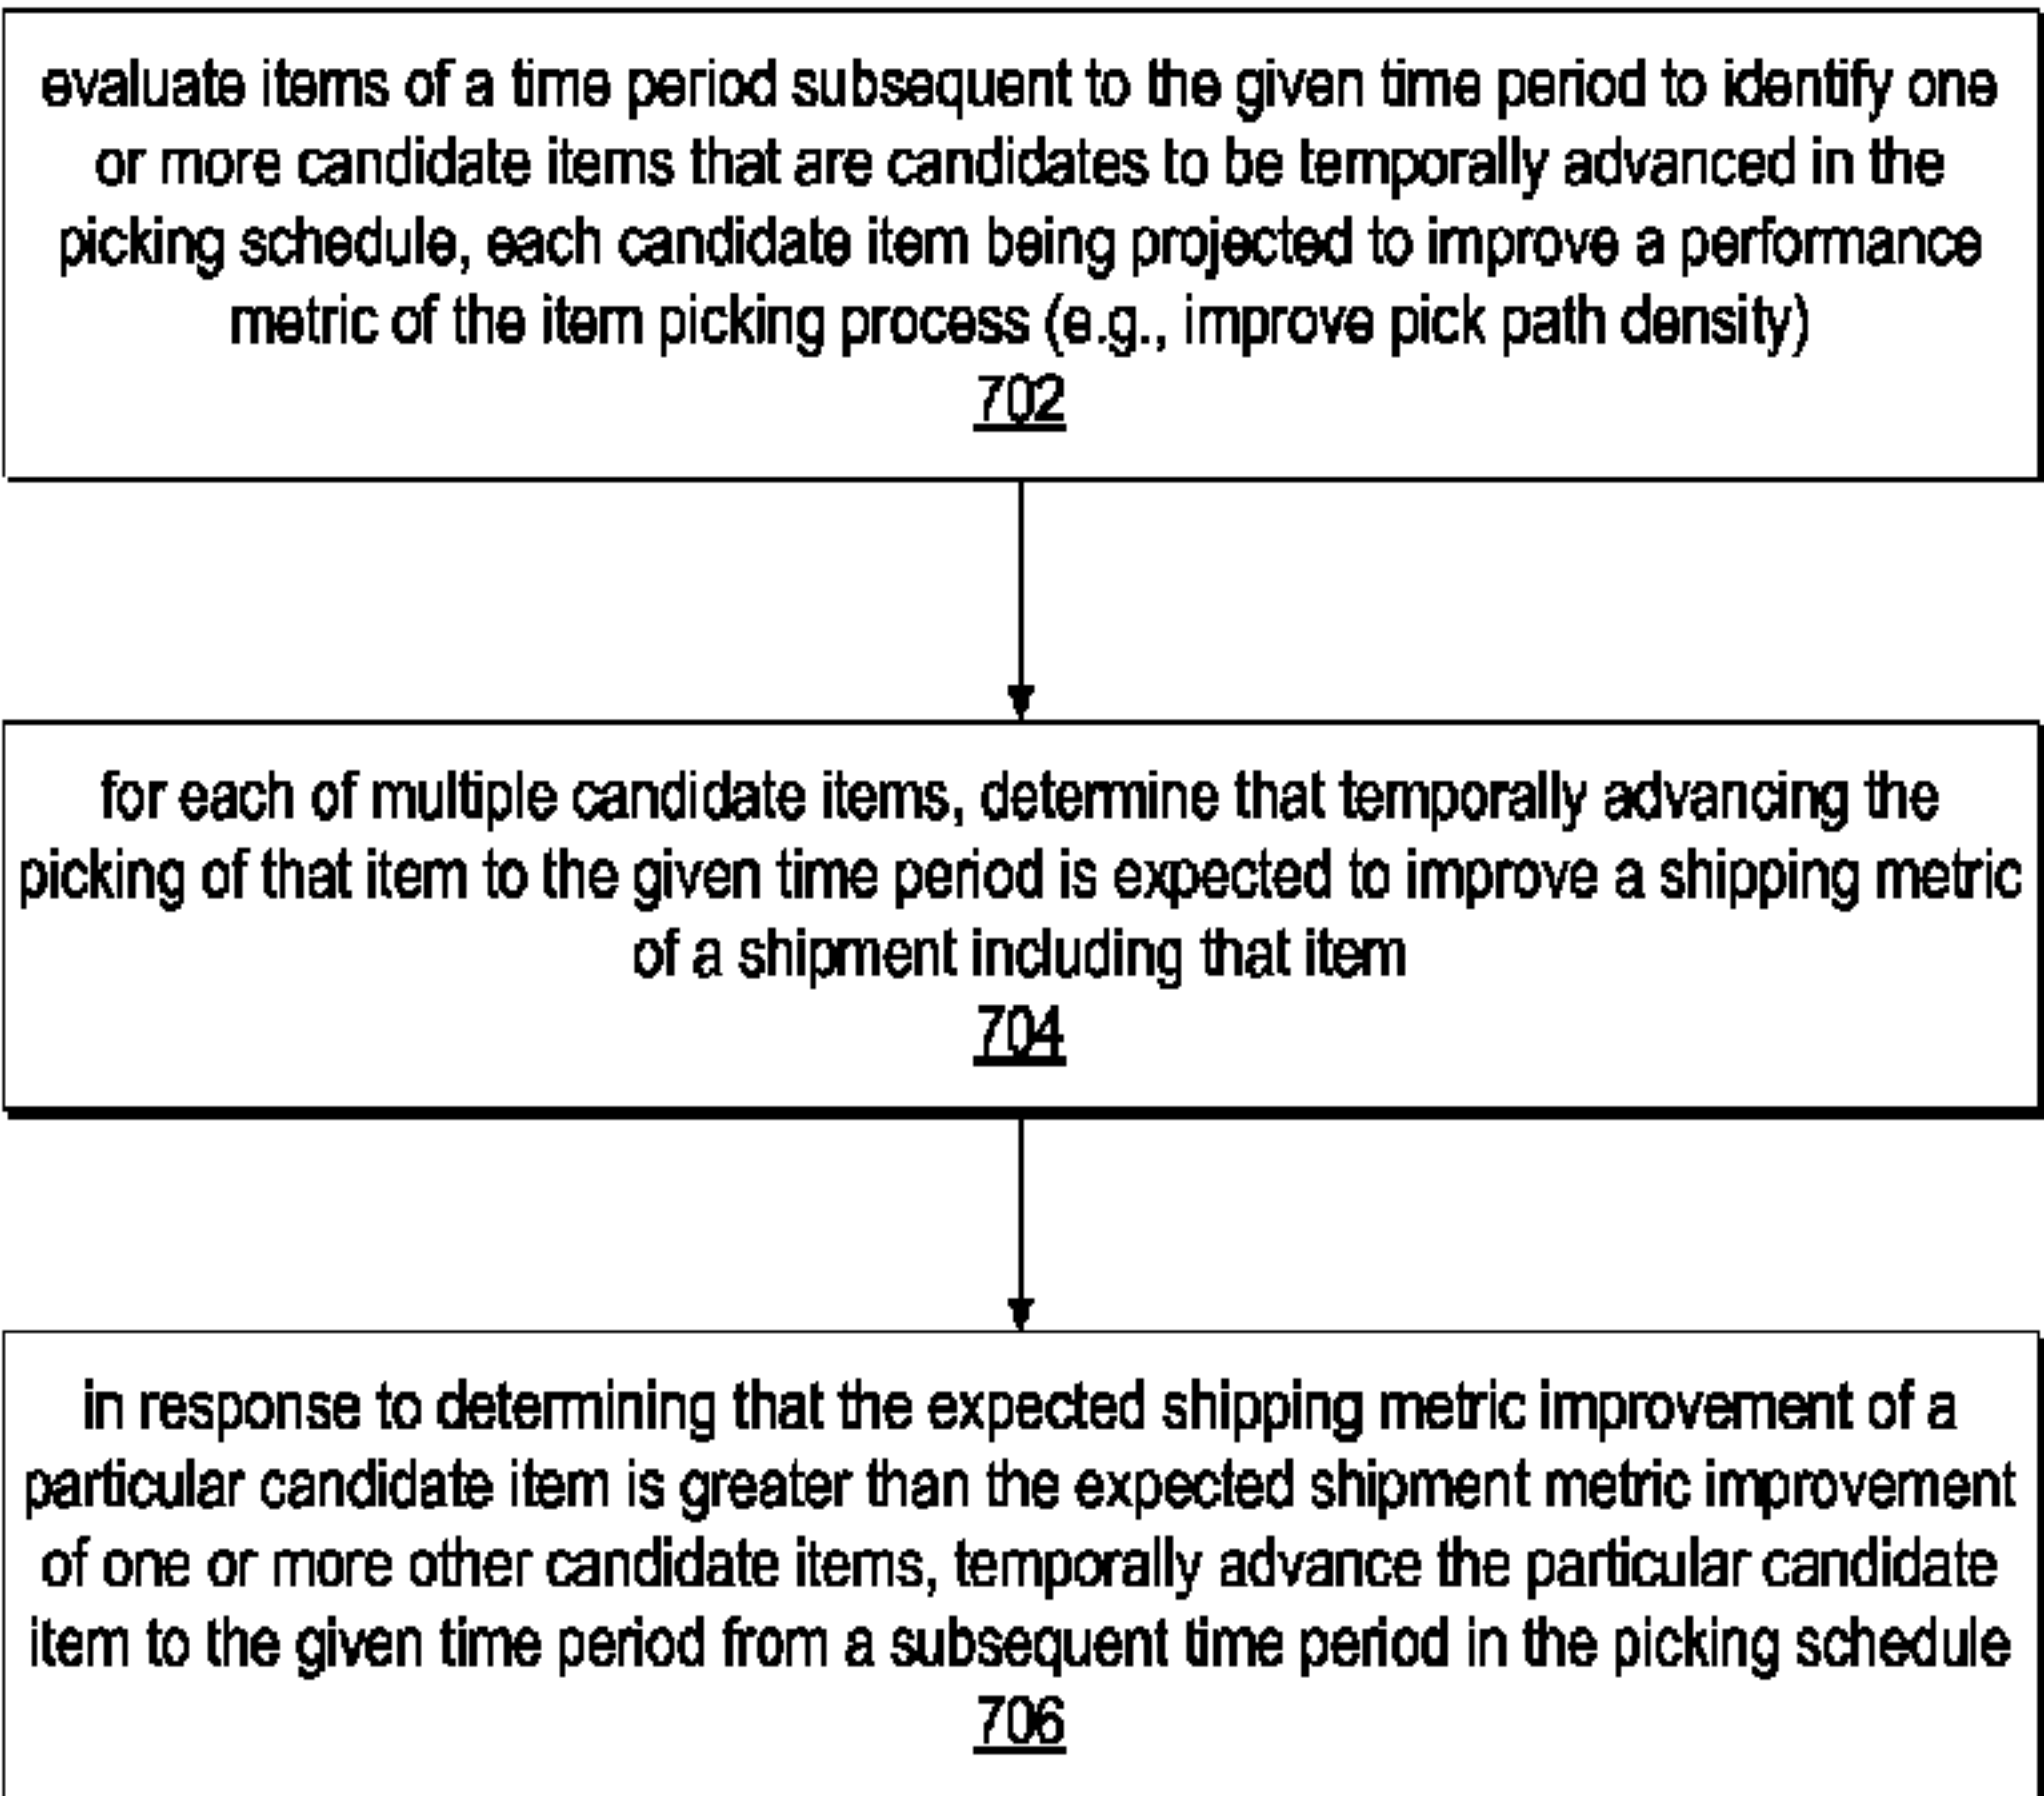 evaluate items of a time period subsequent to the given time period to identify one
or more candidate items that are candidates to be temporally advanced in the
picking schedule, each candidate item being projected to improve a performance
metric of the item picking process (e.g., improve pick path density)
702
for each of multiple candidate items, determine that temporally advancing the
picking of that item to the given time period is expected to improve a shipping metric
of a shipment including that item
704
in response to determining that the expected shipping metric improvement of a
particular candidate item is greater than the expected shipment metric improvement
of one or more other candidate items, temporally advance the particular candidate
item to the given time period from a subsequent time period in the picking schedule
706